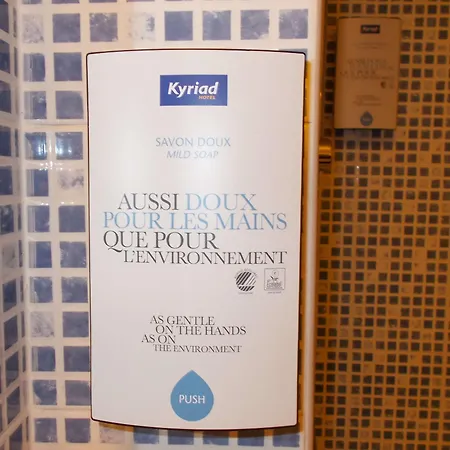 Kyriad
HOTEL
SAVON DOUX
MILD SOAP
AUSSI DOUX
POUR LES MAINS
QUE POUR
L'ENVIRONNEMENT
AS GENTLE
ON THE HANDS
AS ON
THE ENVIRONMENT
PUSH
Kyriad